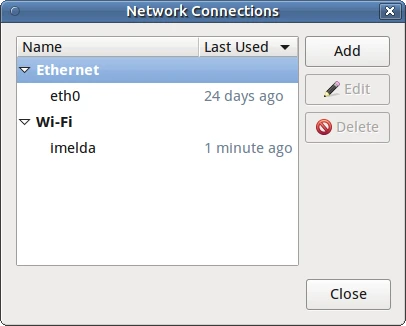 Network Connections
Name Last Used
Add
Ethernet
eth0 24 days ago
Edit
Wi-Fi
Delete
imelda 1 minute ago
Close